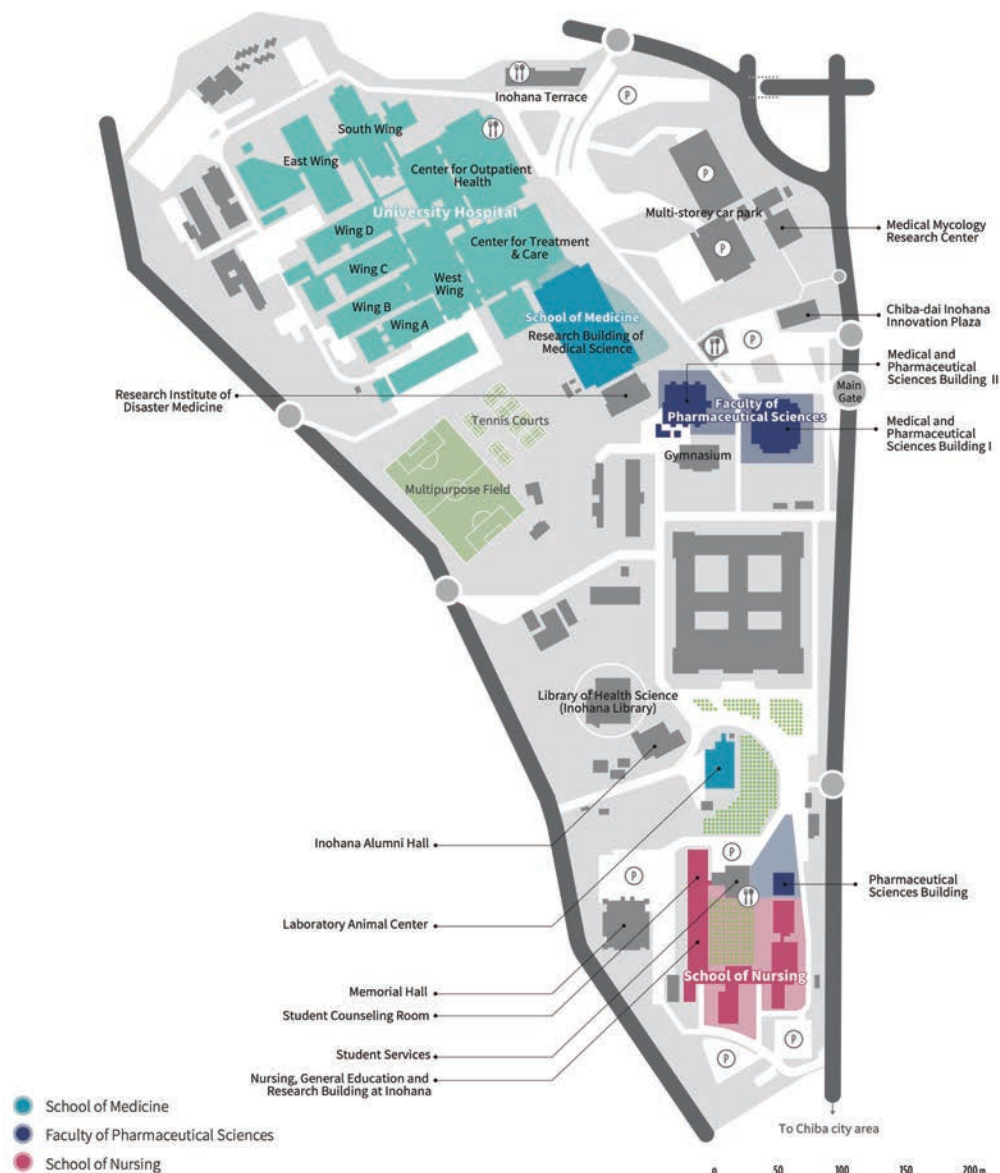 Inohana Terrace
P
South Wing
East Wing
Center for Outpatient
Health
P
Multi-storey car park
University Hospital
Medical Mycology
Research Center
Wing D
Center for Treatment
& Care
P
Wing C
West
Wing
Wing B
School of Medicine
Wing A
Research Building of
Medical Science
Chiba-dai Inohana
Innovation Plaza
P
Medical and
Pharmaceutical
Sciences Building II
Main
Gate
Research Institute of
Disaster Medicine
Faculty of
Pharmaceutical Sciences
Tennis Courts
Medical and
Pharmaceutical
Sciences Building I
Gymnasium
Multipurpose Field
Library of Health Science
(Inohana Library)
Inohana Alumni Hall
P
P
Pharmaceutical
Sciences Building
Laboratory Animal Center
School of Nursing
Memorial Hall
Student Counseling Room
P
Student Services
P
Nursing, General Education and
Research Building at Inohana
School of Medicine
Faculty of Pharmaceutical Sciences
School of Nursing
To Chiba city area
0 50 100 150 200 m